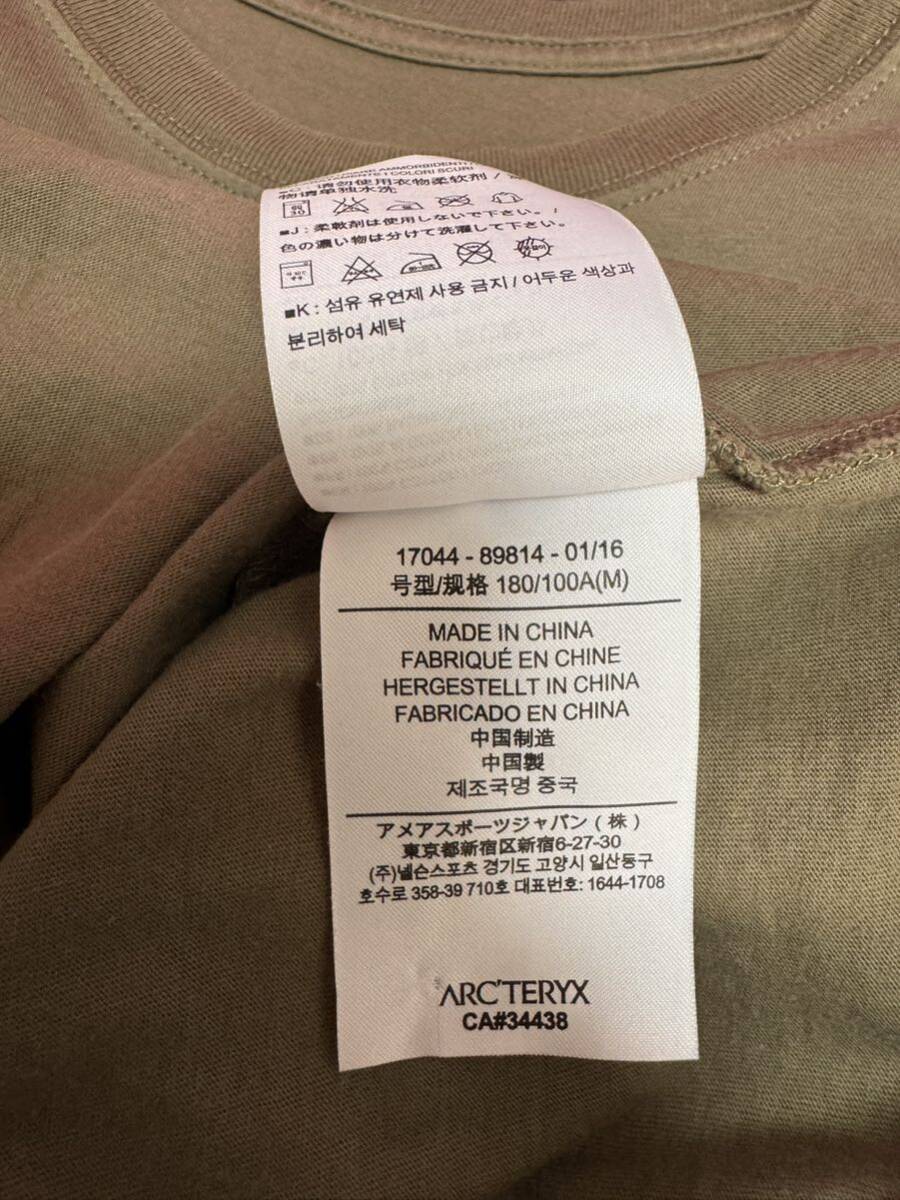 AMMORBIDENTI /
I COLORI SCURI
■C: 请勿使用衣物柔软剂 /
物请单独水洗
■J: 柔軟剤は使用しないで下さい。/
色の濃い物は分けて洗濯して下さい。
■K: 섬유 유연제 사용 금지 / 어두운 색상과
분리하여 세탁
17044 - 89814 - 01/16
号型/规格 180/100A(M)
MADE IN CHINA
FABRIQUÉ EN CHINE
HERGESTELLT IN CHINA
FABRICADO EN CHINA
中国制造
中国製
제조국명 중국
アメアスポーツジャパン (株)
東京都新宿区新宿6-27-30
(주)넬슨스포츠 경기도 고양시 일산동구
호수로 358-39 710호 대표번호: 1644-1708
ARC'TERYX
CA#34438